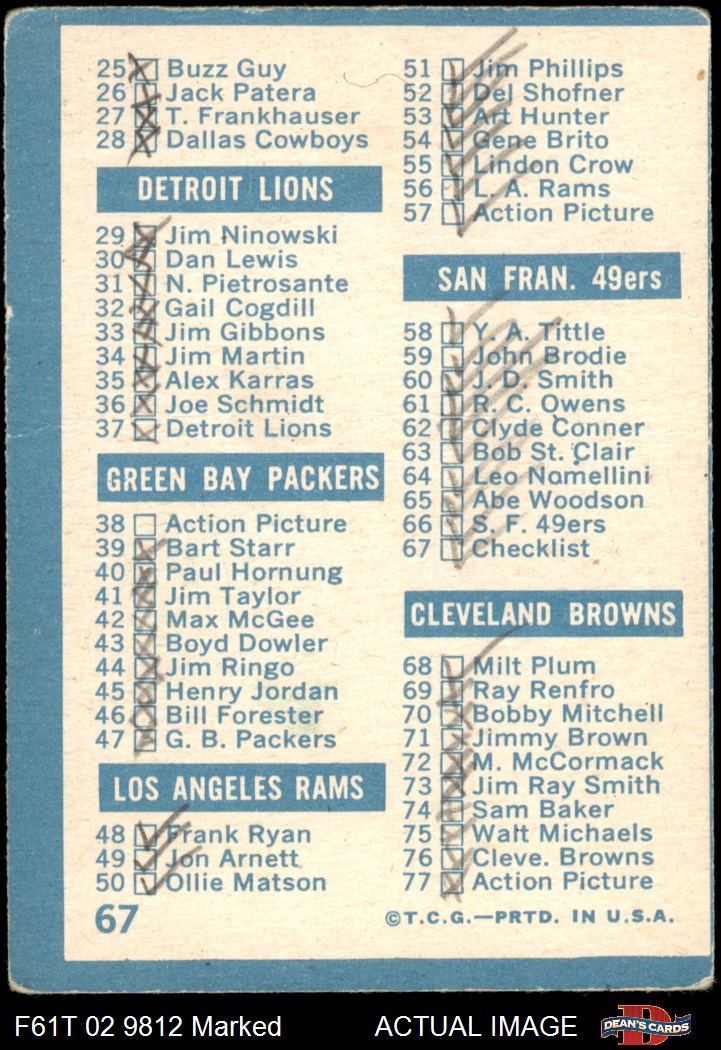 25 Buzz Guy
26 Jack Patera
27 T. Frankhauser
28 Dallas Cowboys
DETROIT LIONS
29 Jim Ninowski
30 Dan Lewis
31 N. Pietrosante
32 Gail Cogdill
33 Jim Gibbons
34 Jim Martin
35 Alex Karras
36 Joe Schmidt
37 Detroit Lions
GREEN BAY PACKERS
38 Action Picture
39 Bart Starr
40 Paul Hornung
41 Jim Taylor
42 Max McGee
43 Boyd Dowler
44 Jim Ringo
45 Henry Jordan
46 Bill Forester
47 G. B. Packers
LOS ANGELES RAMS
48 Frank Ryan
49 Jon Arnett
50 Ollie Matson
51 Jim Phillips
52 Del Shofner
53 Art Hunter
54 Gene Brito
55 Lindon Crow
56 L. A. Rams
57 Action Picture
SAN FRAN. 49ers
58 Y. A. Tittle
59 John Brodie
60 J. D. Smith
61 R. C. Owens
62 Clyde Conner
63 Bob St. Clair
64 Leo Nomellini
65 Abe Woodson
66 S. F. 49ers
67 Checklist
CLEVELAND BROWNS
68 Milt Plum
69 Ray Renfro
70 Bobby Mitchell
71 Jimmy Brown
72 M. McCormack
73 Jim Ray Smith
74 Sam Baker
75 Walt Michaels
76 Cleve. Browns
77 Action Picture
67
©T.C.G.—PRTD. IN U.S.A.
F61T 02 9812 Marked
ACTUAL IMAGE
D
DEAN'S CARDS